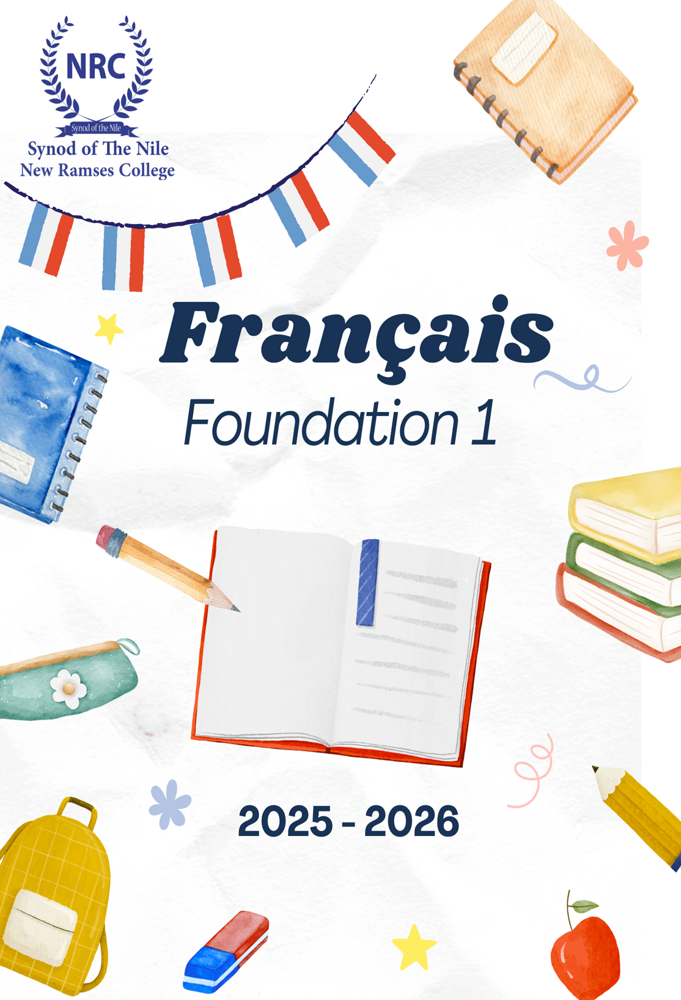 NRC
Synod of the Nile
Synod of The Nile
New Ramses College
Français
Foundation 1
2025 - 2026